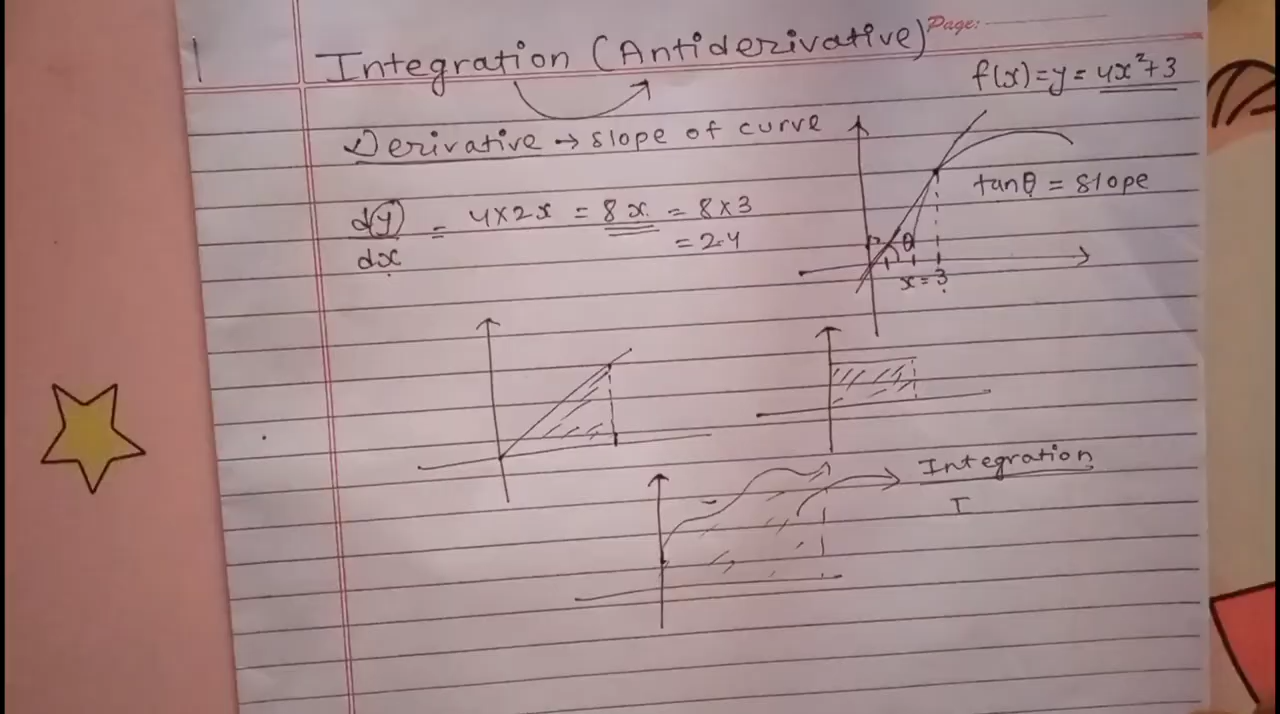 Page:
Integration (Antiderivative)
f(x)=y= 4x²+3
Derivative → slope of curve
tanθ = slope
dy/dx = 4×2x = 8x = 8×3
= 24
θ
x=3
Integration
I